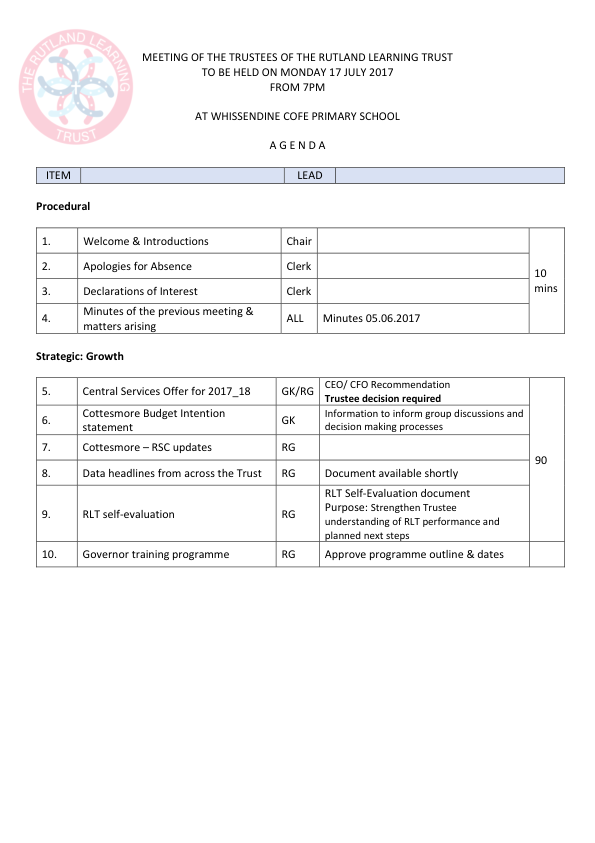 THE RUTLAND LEARNING
TRUST
MEETING OF THE TRUSTEES OF THE RUTLAND LEARNING TRUST
TO BE HELD ON MONDAY 17 JULY 2017
FROM 7PM
AT WHISSENDINE COFE PRIMARY SCHOOL
A G E N D A
ITEM LEAD
Procedural
1. Welcome & Introductions Chair
2. Apologies for Absence Clerk
3. Declarations of Interest Clerk
10
mins
4. Minutes of the previous meeting &
matters arising ALL Minutes 05.06.2017
Strategic: Growth
5. Central Services Offer for 2017_18 GK/RG CEO/ CFO Recommendation
Trustee decision required
6. Cottesmore Budget Intention
statement GK Information to inform group discussions and
decision making processes
7. Cottesmore – RSC updates RG
90
8. Data headlines from across the Trust RG Document available shortly
9. RLT self-evaluation RG RLT Self-Evaluation document
Purpose: Strengthen Trustee
understanding of RLT performance and
planned next steps
10. Governor training programme RG Approve programme outline & dates